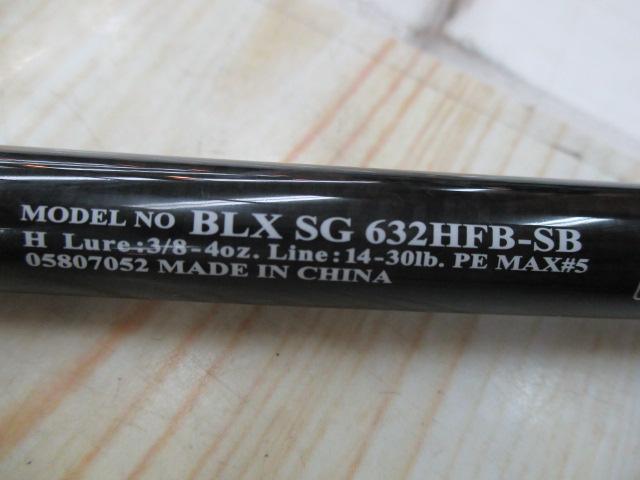 MODEL NO BLX SG 632HFB-SB
H Lure:3/8-4oz. Line:14-30lb. PE MAX#5
05807052 MADE IN CHINA